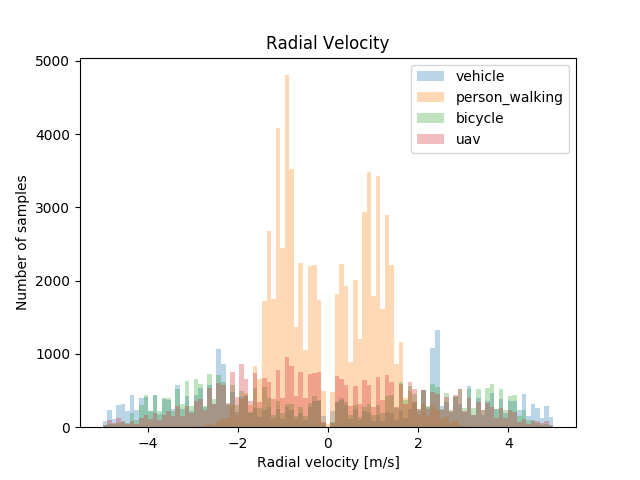 Radial Velocity
vehicle
person_walking
bicycle
uav
Number of samples
5000
4000
3000
2000
1000
0
−4
−2
0
2
4
Radial velocity [m/s]